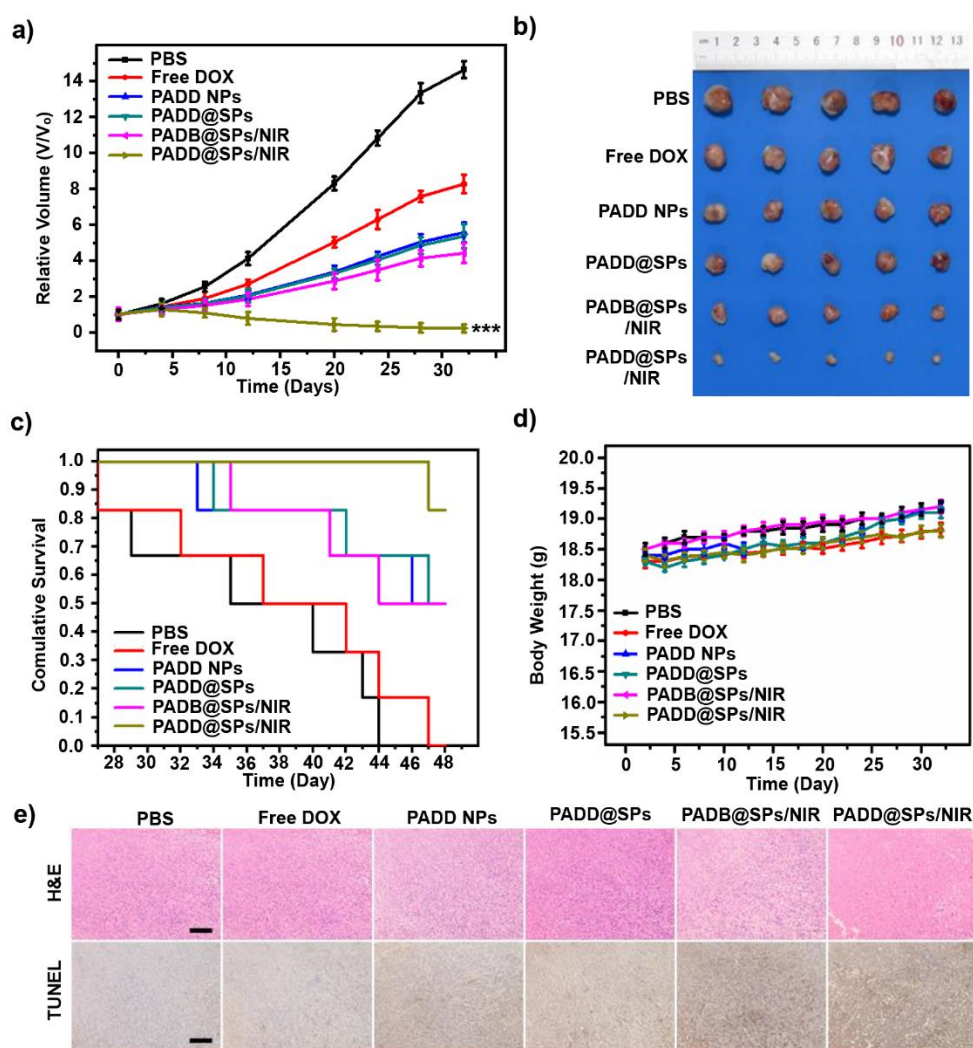 a)
PBS
Free DOX
PADD NPs
PADD@SPs
PADB@SPs/NIR
PADD@SPs/NIR
***
Relative Volume (V/V₀)
14
12
10
8
6
4
2
0
0 5 10 15 20 25 30 35
Time (Days)
b)
cm 1 2 3 4 5 6 7 8 9 10 11 12 13
PBS
Free DOX
PADD NPs
PADD@SPs
PADB@SPs
/NIR
PADD@SPs
/NIR
c)
Comulative Survival
1.0
0.9
0.8
0.7
0.6
0.5
0.4
0.3
0.2
0.1
0.0
PBS
Free DOX
PADD NPs
PADD@SPs
PADB@SPs/NIR
PADD@SPs/NIR
28 30 32 34 36 38 40 42 44 46 48
Time (Day)
d)
Body Weight (g)
20.0
19.5
19.0
18.5
18.0
17.5
17.0
16.5
16.0
15.5
PBS
Free DOX
PADD NPs
PADD@SPs
PADB@SPs/NIR
PADD@SPs/NIR
0 5 10 15 20 25 30
Time (Day)
e)
PBS Free DOX PADD NPs PADD@SPs PADB@SPs/NIR PADD@SPs/NIR
H&E
TUNEL